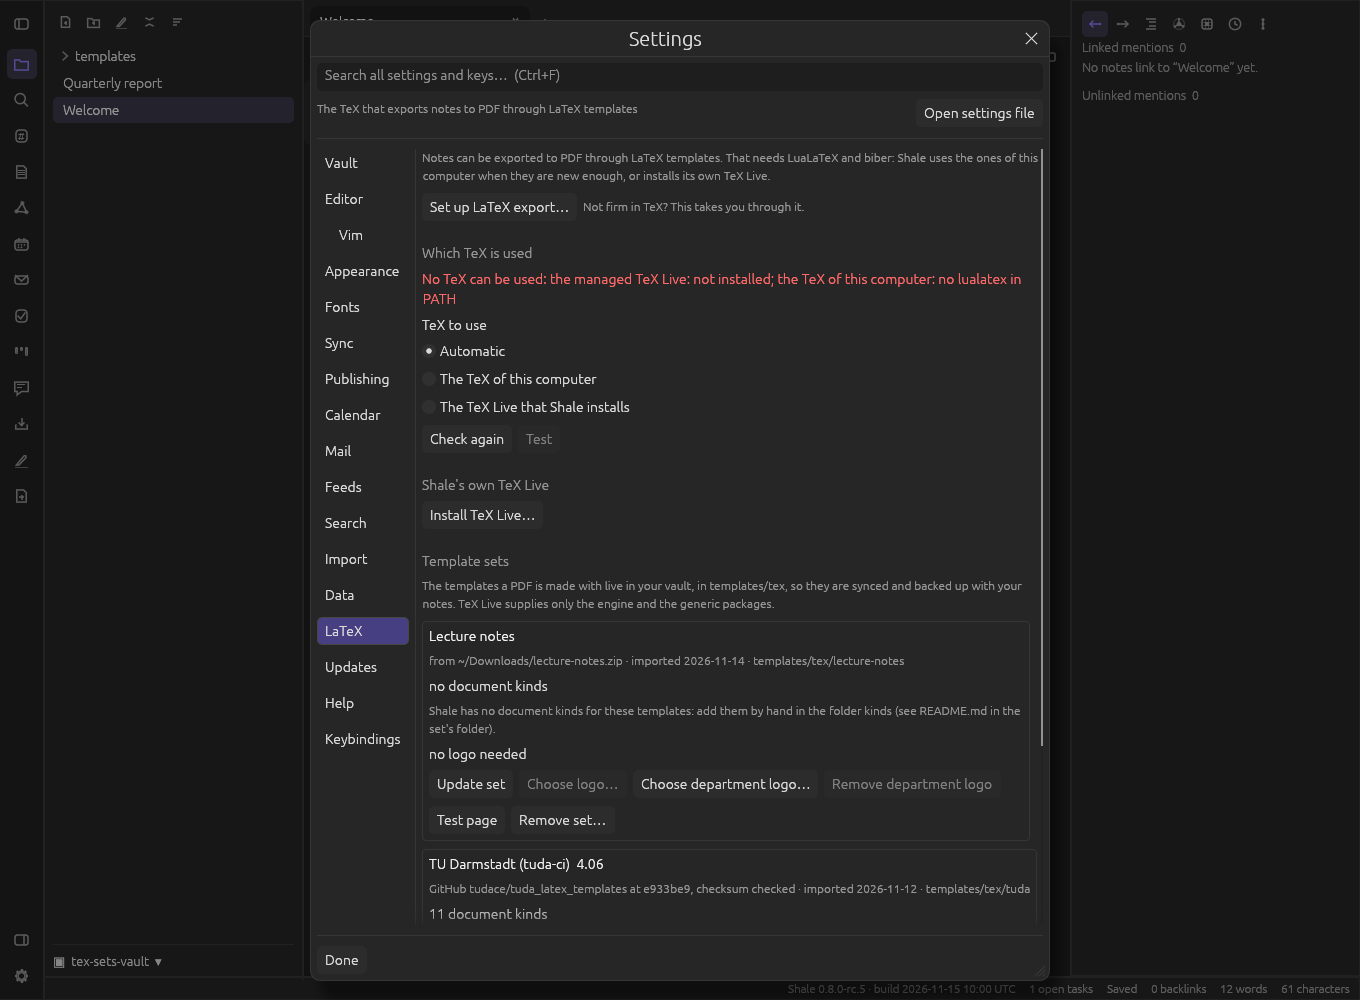 templates
Quarterly report
Welcome
tex-sets-vault ▼
Settings
Search all settings and keys… (Ctrl+F)
The TeX that exports notes to PDF through LaTeX templates
Open settings file
Vault
Editor
Vim
Appearance
Fonts
Sync
Publishing
Calendar
Mail
Feeds
Search
Import
Data
LaTeX
Updates
Help
Keybindings
Notes can be exported to PDF through LaTeX templates. That needs LuaLaTeX and biber: Shale uses the ones of this
computer when they are new enough, or installs its own TeX Live.
Set up LaTeX export…
Not firm in TeX? This takes you through it.
Which TeX is used
No TeX can be used: the managed TeX Live: not installed; the TeX of this computer: no lualatex in
PATH
TeX to use
Automatic
The TeX of this computer
The TeX Live that Shale installs
Check again
Test
Shale's own TeX Live
Install TeX Live…
Template sets
The templates a PDF is made with live in your vault, in templates/tex, so they are synced and backed up with your
notes. TeX Live supplies only the engine and the generic packages.
Lecture notes
from ~/Downloads/lecture-notes.zip · imported 2026-11-14 · templates/tex/lecture-notes
no document kinds
Shale has no document kinds for these templates: add them by hand in the folder kinds (see README.md in the
set's folder).
no logo needed
Update set
Choose logo…
Choose department logo…
Remove department logo
Test page
Remove set…
TU Darmstadt (tuda-ci) 4.06
GitHub tudace/tuda_latex_templates at e933be9, checksum checked · imported 2026-11-12 · templates/tex/tuda
11 document kinds
Done
Linked mentions 0
No notes link to “Welcome” yet.
Unlinked mentions 0
Shale 0.8.0-rc.5 · build 2026-11-15 10:00 UTC
1 open tasks
Saved
0 backlinks
12 words
61 characters